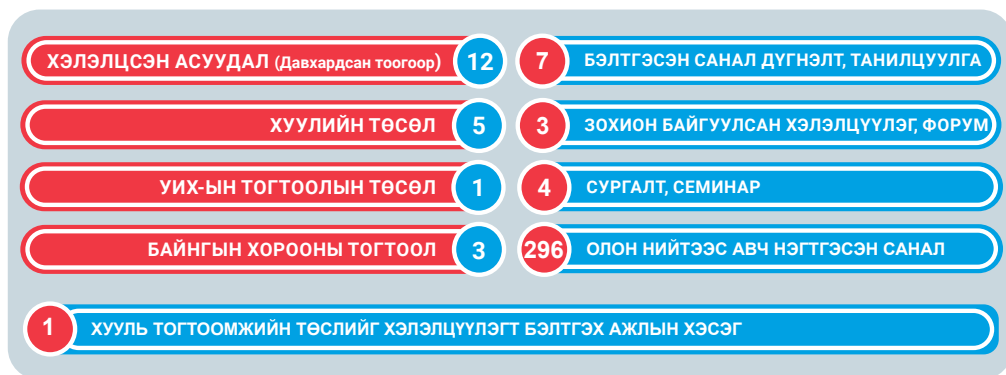 ХЭЛЭЛЦСЭН АСУУДАЛ (Давхардсан тоогоор) 12
ХУУЛИЙН ТӨСӨЛ 5
УИХ-ЫН ТОГТООЛЫН ТӨСӨЛ 1
БАЙНГЫН ХОРООНЫ ТОГТООЛ 3
7 БЭЛТГЭСЭН САНАЛ ДҮГНЭЛТ, ТАНИЛЦУУЛГА
3 ЗОХИОН БАЙГУУЛСАН ХЭЛЭЛЦҮҮЛЭГ, ФОРУМ
4 СУРГАЛТ, СЕМИНАР
296 ОЛОН НИЙТЭЭС АВЧ НЭГТГЭСЭН САНАЛ
1 ХУУЛЬ ТОГТООМЖИЙН ТӨСЛИЙГ ХЭЛЭЛЦҮҮЛЭГТ БЭЛТГЭХ АЖЛЫН ХЭСЭГ